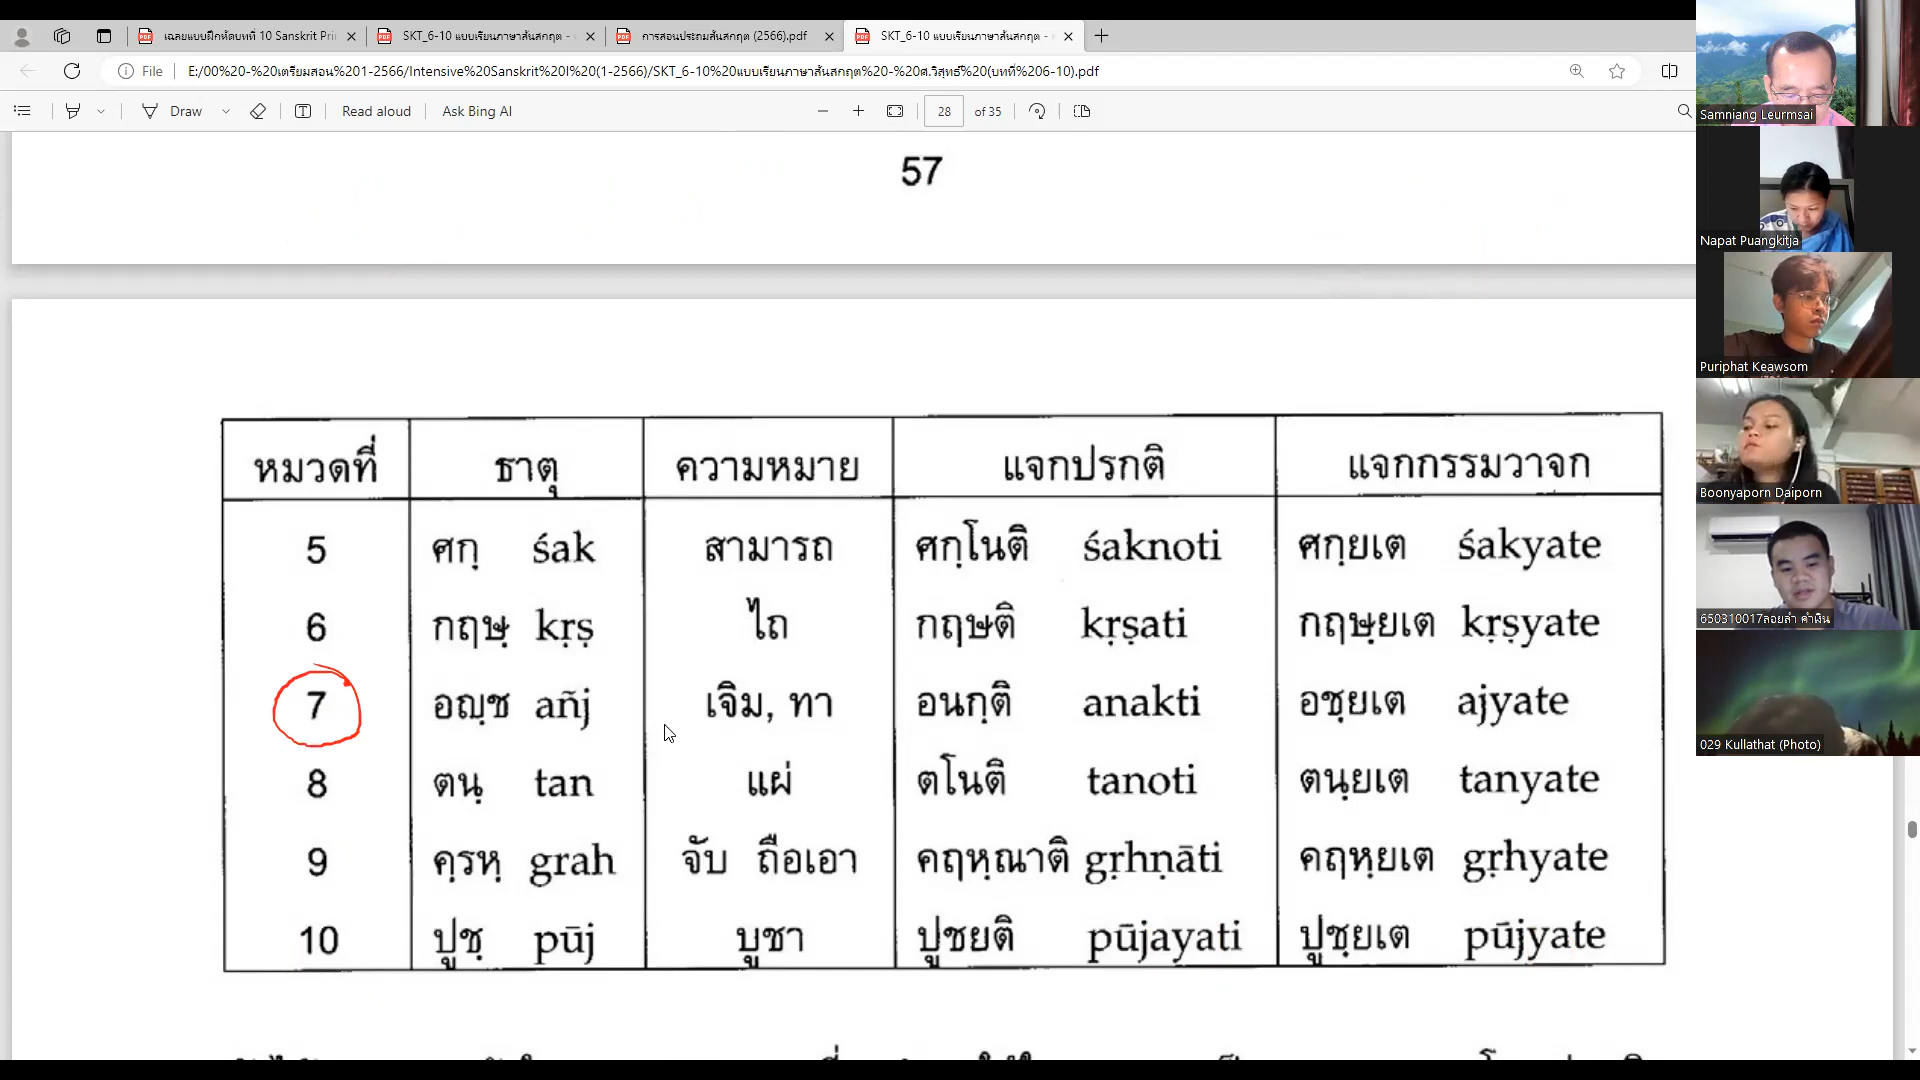 เฉลยแบบฝึกหัดบทที่ 10 Sanskrit Pri
SKT_6-10 แบบเรียนภาษาสันสกฤต -
การสอนประถมสันสกฤต (2566).pdf
SKT_6-10 แบบเรียนภาษาสันสกฤต -
File
E:/00%20-%20เตรียมสอน%201-2566/Intensive%20Sanskrit%20I%20(1-2566)/SKT_6-10%20แบบเรียนภาษาสันสกฤต%20-%20ศ.วิสุทธ์%20(บทที่%206-10).pdf
Draw
Read aloud
Ask Bing AI
28 of 35
57
หมวดที่ ธาตุ ความหมาย แจกปรกติ แจกกรรมวาจก
5 ศกฺ śak สามารถ ศกฺโนติ śaknoti ศกฺยเต śakyate
6 กฤษฺ kṛṣ ไถ กฤษติ kṛṣati กฤษฺยเต kṛṣyate
7 อญฺช añj เจิม, ทา อนกฺติ anakti อชฺยเต ajyate
8 ตนฺ tan แผ่ ตโนติ tanoti ตนฺยเต tanyate
9 คฺรหฺ grah จับ ถือเอา คฤหฺณาติ gṛhṇāti คฤหฺยเต gṛhyate
10 ปูชฺ pūj บูชา ปูชยติ pūjayati ปูชฺยเต pūjyate
Samniang Leurmsai
Napat Puangkitja
Puriphat Keawsom
Boonyaporn Daiporn
650310017ลอยลำ คำฝัน
029 Kullathat (Photo)